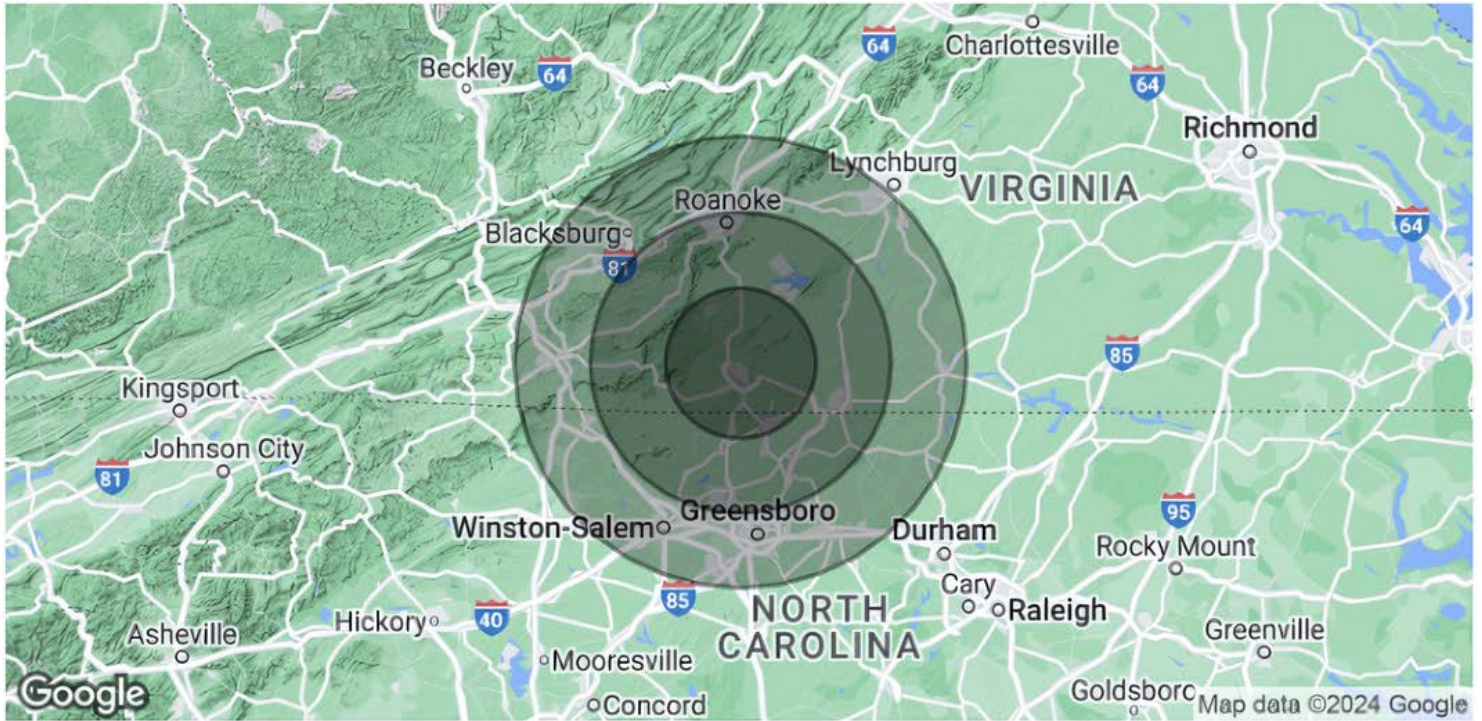 64
Charlottesville
Beckley
64
64
Richmond
Lynchburg
VIRGINIA
Roanoke
Blacksburg
64
81
85
Kingsport
Johnson City
81
Greensboro
Winston-Salem
Durham
95
Rocky Mount
Cary
85
NORTH
CAROLINA
Raleigh
Hickory
40
Asheville
Greenville
Mooresville
Google
Concord
Goldsboro
Map data ©2024 Google